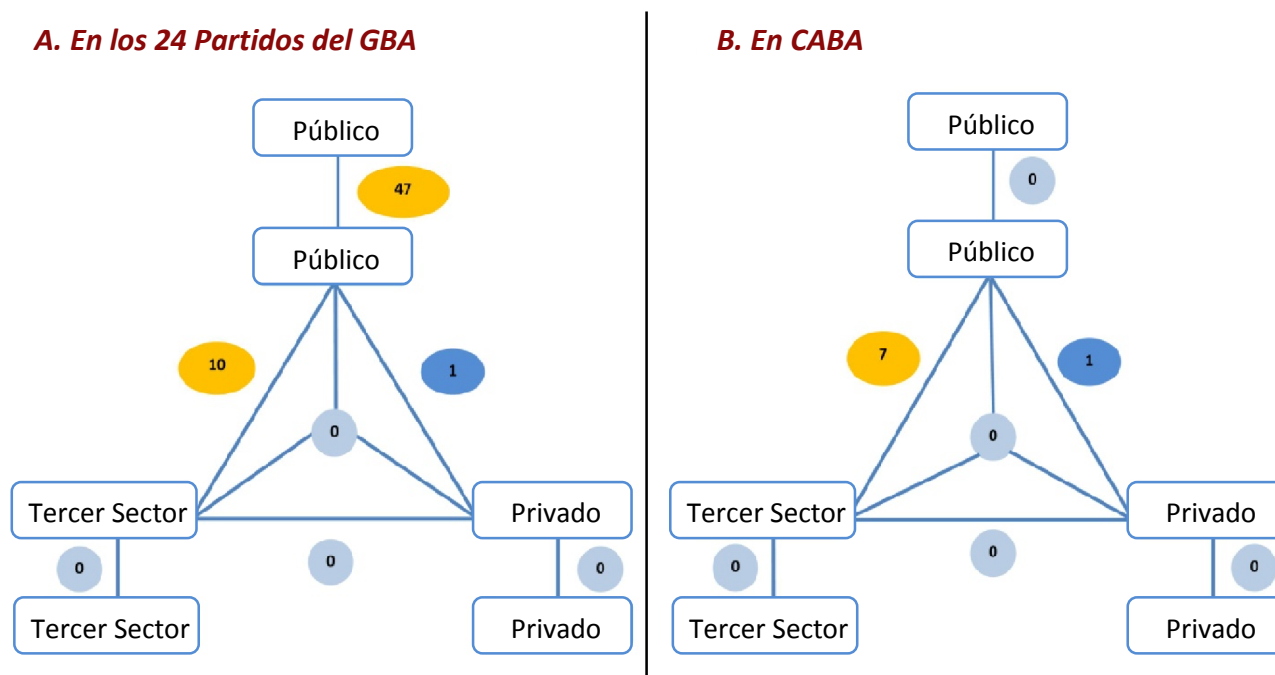 A. En los 24 Partidos del GBA
Público
47
Público
10
1
0
Tercer Sector
Privado
0
0
0
Tercer Sector
Privado
B. En CABA
Público
0
Público
7
1
0
Tercer Sector
Privado
0
0
0
Tercer Sector
Privado